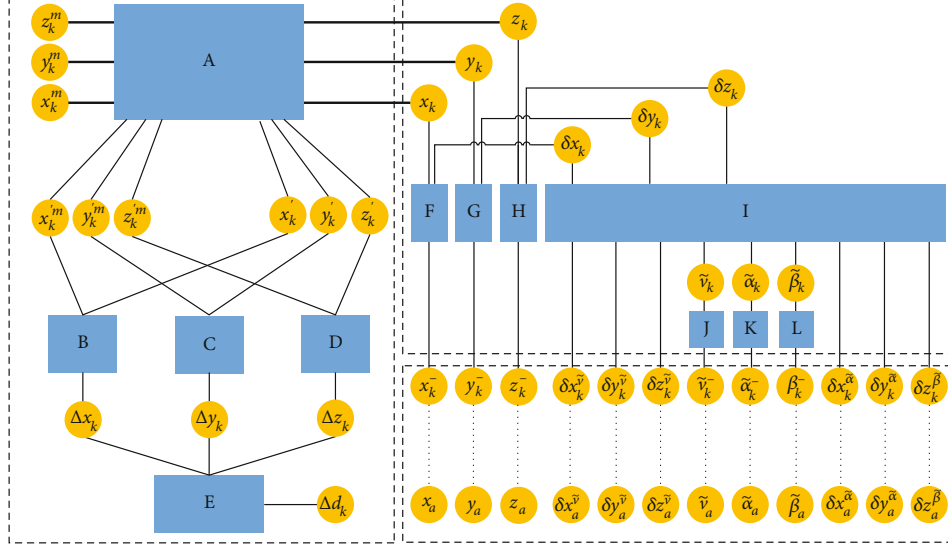 z_k^m
y_k^m
x_k^m
A
z_k
y_k
x_k
δz_k
δy_k
δx_k
x_k^'m
y_k^'m
z_k^'m
x_k^'
y_k^'
z_k^'
F
G
H
I
B
C
D
ṽ_k
α̃_k
β̃_k
J
K
L
Δx_k
Δy_k
Δz_k
E
Δd_k
x_k^-
y_k^-
z_k^-
δx_k^ṽ
δy_k^ṽ
δz_k^ṽ
ṽ_k^-
α̃_k^-
β_k^-
δx_k^α̃
δy_k^α̃
δz_k^β̃
x_a
y_a
z_a
δx_a^ṽ
δy_a^ṽ
δz_a^ṽ
ṽ_a
α̃_a
β̃_a
δx_a^α̃
δy_a^α̃
δz_a^β̃